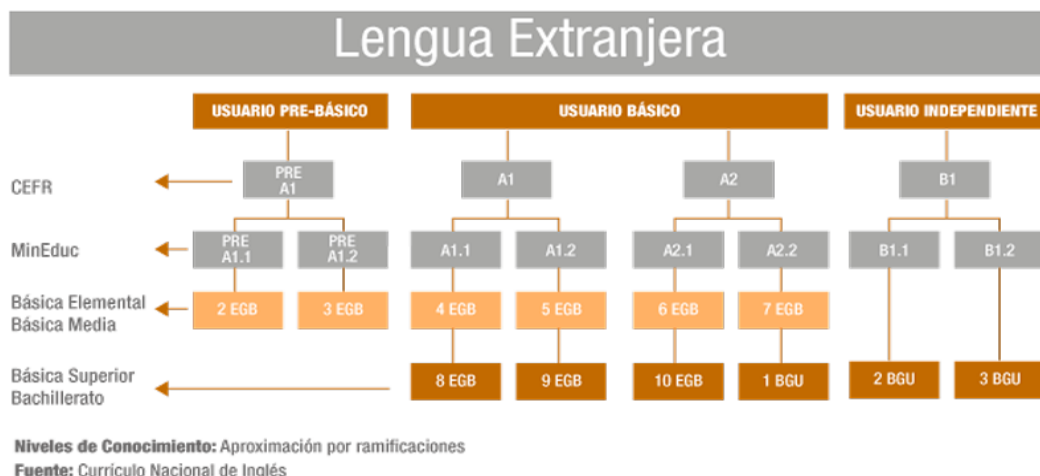 Lengua Extranjera
USUARIO PRE-BÁSICO USUARIO BÁSICO USUARIO INDEPENDIENTE
CEFR PRE A1 A1 A2 B1
MinEduc PRE A1.1 PRE A1.2 A1.1 A1.2 A2.1 A2.2 B1.1 B1.2
Básica Elemental
Básica Media
2 EGB 3 EGB 4 EGB 5 EGB 6 EGB 7 EGB
Básica Superior
Bachillerato
8 EGB 9 EGB 10 EGB 1 BGU 2 BGU 3 BGU
Niveles de Conocimiento: Aproximación por ramificaciones
Fuente: Currículo Nacional de Inglés